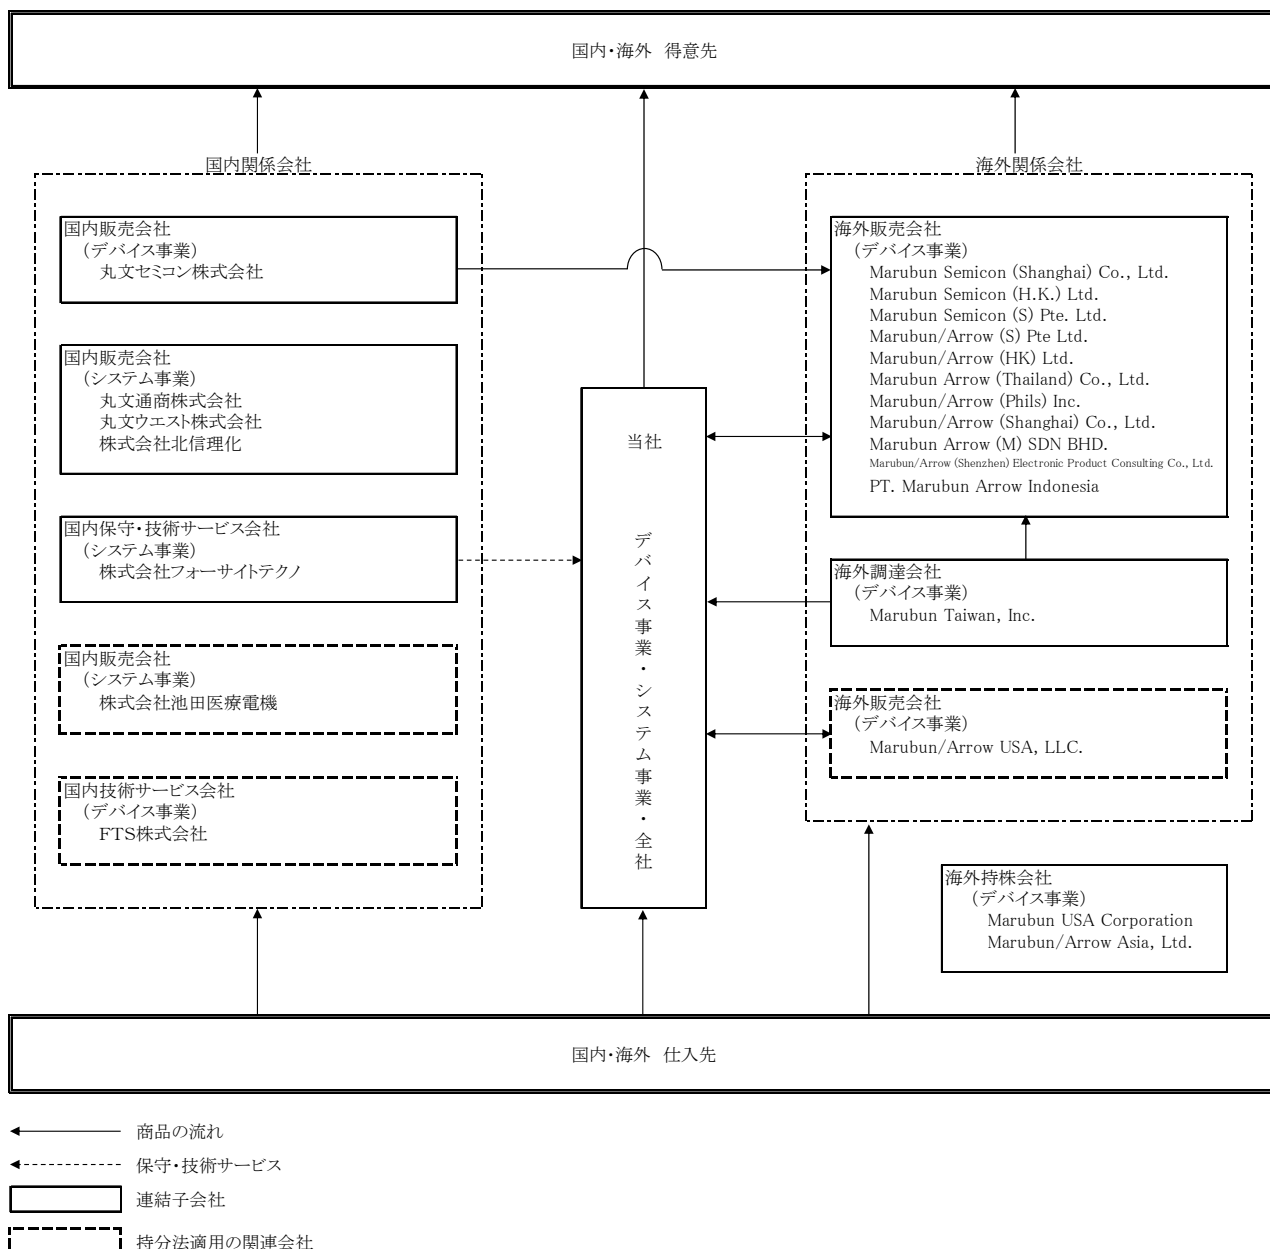 国内・海外　得意先
国内関係会社
国内販売会社
（デバイス事業）
丸文セミコン株式会社
国内販売会社
（システム事業）
丸文通商株式会社
丸文ウエスト株式会社
株式会社北信理化
国内保守・技術サービス会社
（システム事業）
株式会社フォーサイトテクノ
国内販売会社
（システム事業）
株式会社池田医療電機
国内技術サービス会社
（デバイス事業）
FTS株式会社
当社
デバイス事業・システム事業・全社
海外関係会社
海外販売会社
（デバイス事業）
Marubun Semicon (Shanghai) Co., Ltd.
Marubun Semicon (H.K.) Ltd.
Marubun Semicon (S) Pte. Ltd.
Marubun/Arrow (S) Pte Ltd.
Marubun/Arrow (HK) Ltd.
Marubun Arrow (Thailand) Co., Ltd.
Marubun/Arrow (Phils) Inc.
Marubun/Arrow (Shanghai) Co., Ltd.
Marubun Arrow (M) SDN BHD.
Marubun/Arrow (Shenzhen) Electronic Product Consulting Co., Ltd.
PT. Marubun Arrow Indonesia
海外調達会社
（デバイス事業）
Marubun Taiwan, Inc.
海外販売会社
（デバイス事業）
Marubun/Arrow USA, LLC.
海外持株会社
（デバイス事業）
Marubun USA Corporation
Marubun/Arrow Asia, Ltd.
国内・海外　仕入先
商品の流れ
保守・技術サービス
連結子会社
持分法適用の関連会社